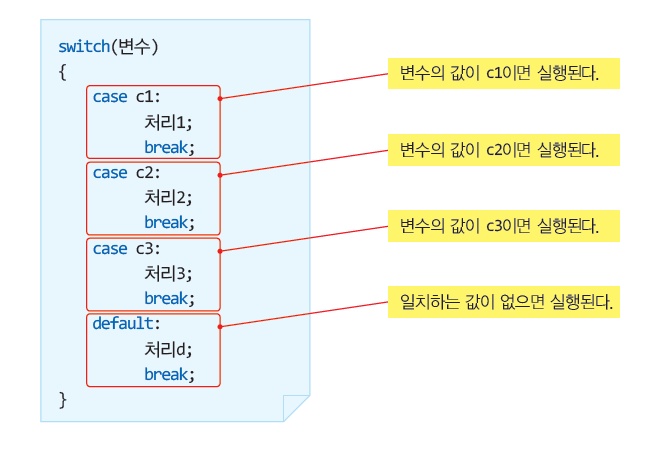 switch(변수)
{
case c1:
처리1;
break;
case c2:
처리2;
break;
case c3:
처리3;
break;
default:
처리d;
break;
}
변수의 값이 c1이면 실행된다.
변수의 값이 c2이면 실행된다.
변수의 값이 c3이면 실행된다.
일치하는 값이 없으면 실행된다.